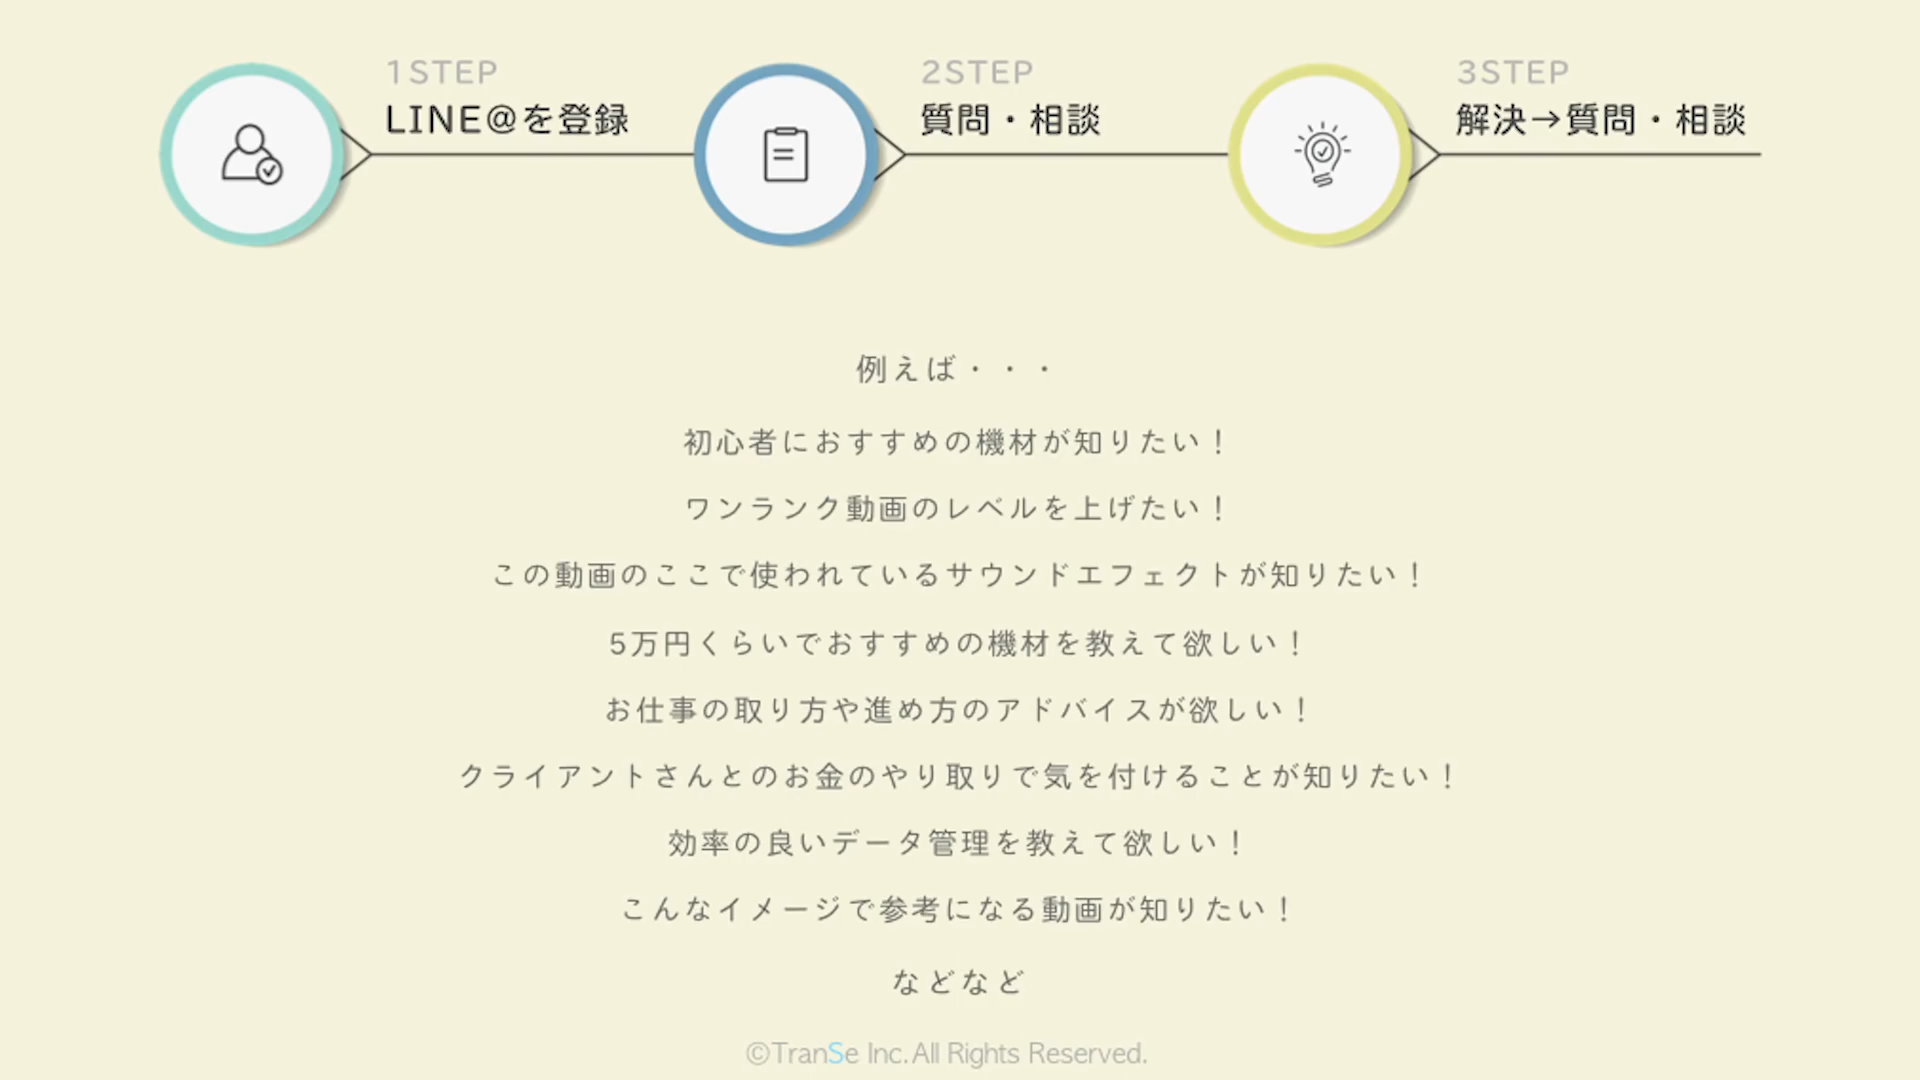 1STEP
LINE@を登録
2STEP
質問・相談
3STEP
解決→質問・相談
例えば・・・
初心者におすすめの機材が知りたい！
ワンランク動画のレベルを上げたい！
この動画のここで使われているサウンドエフェクトが知りたい！
5万円くらいでおすすめの機材を教えて欲しい！
お仕事の取り方や進め方のアドバイスが欲しい！
クライアントさんとのお金のやり取りで気を付けることが知りたい！
効率の良いデータ管理を教えて欲しい！
こんなイメージで参考になる動画が知りたい！
などなど
©TranSe Inc. All Rights Reserved.